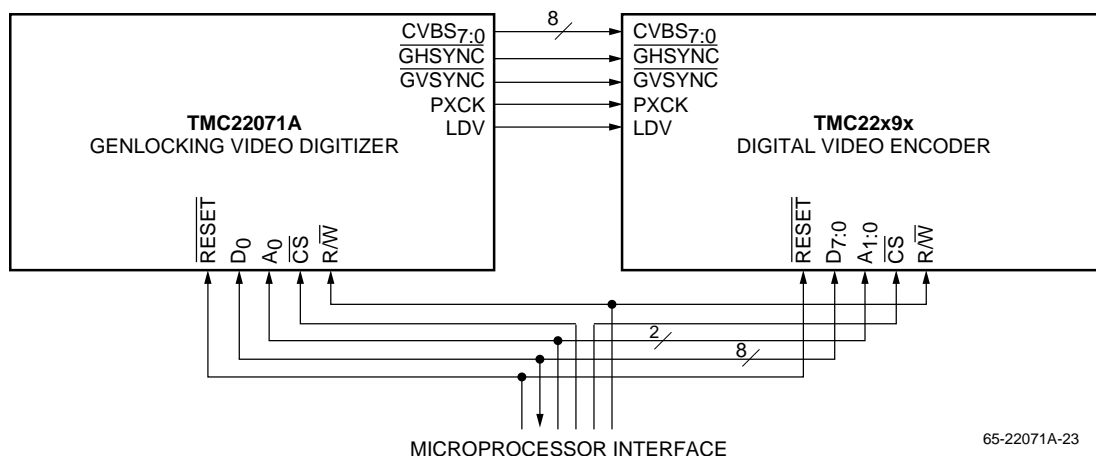 8
CVBS7:0 CVBS7:0
GHSYNC GHSYNC
GVSYNC GVSYNC
PXCK PXCK
LDV LDV
TMC22071A
GENLOCKING VIDEO DIGITIZER
TMC22x9x
DIGITAL VIDEO ENCODER
RESET
D0
A0
CS
R/W
RESET
D7:0
A1:0
CS
R/W
2
8
MICROPROCESSOR INTERFACE
65-22071A-23